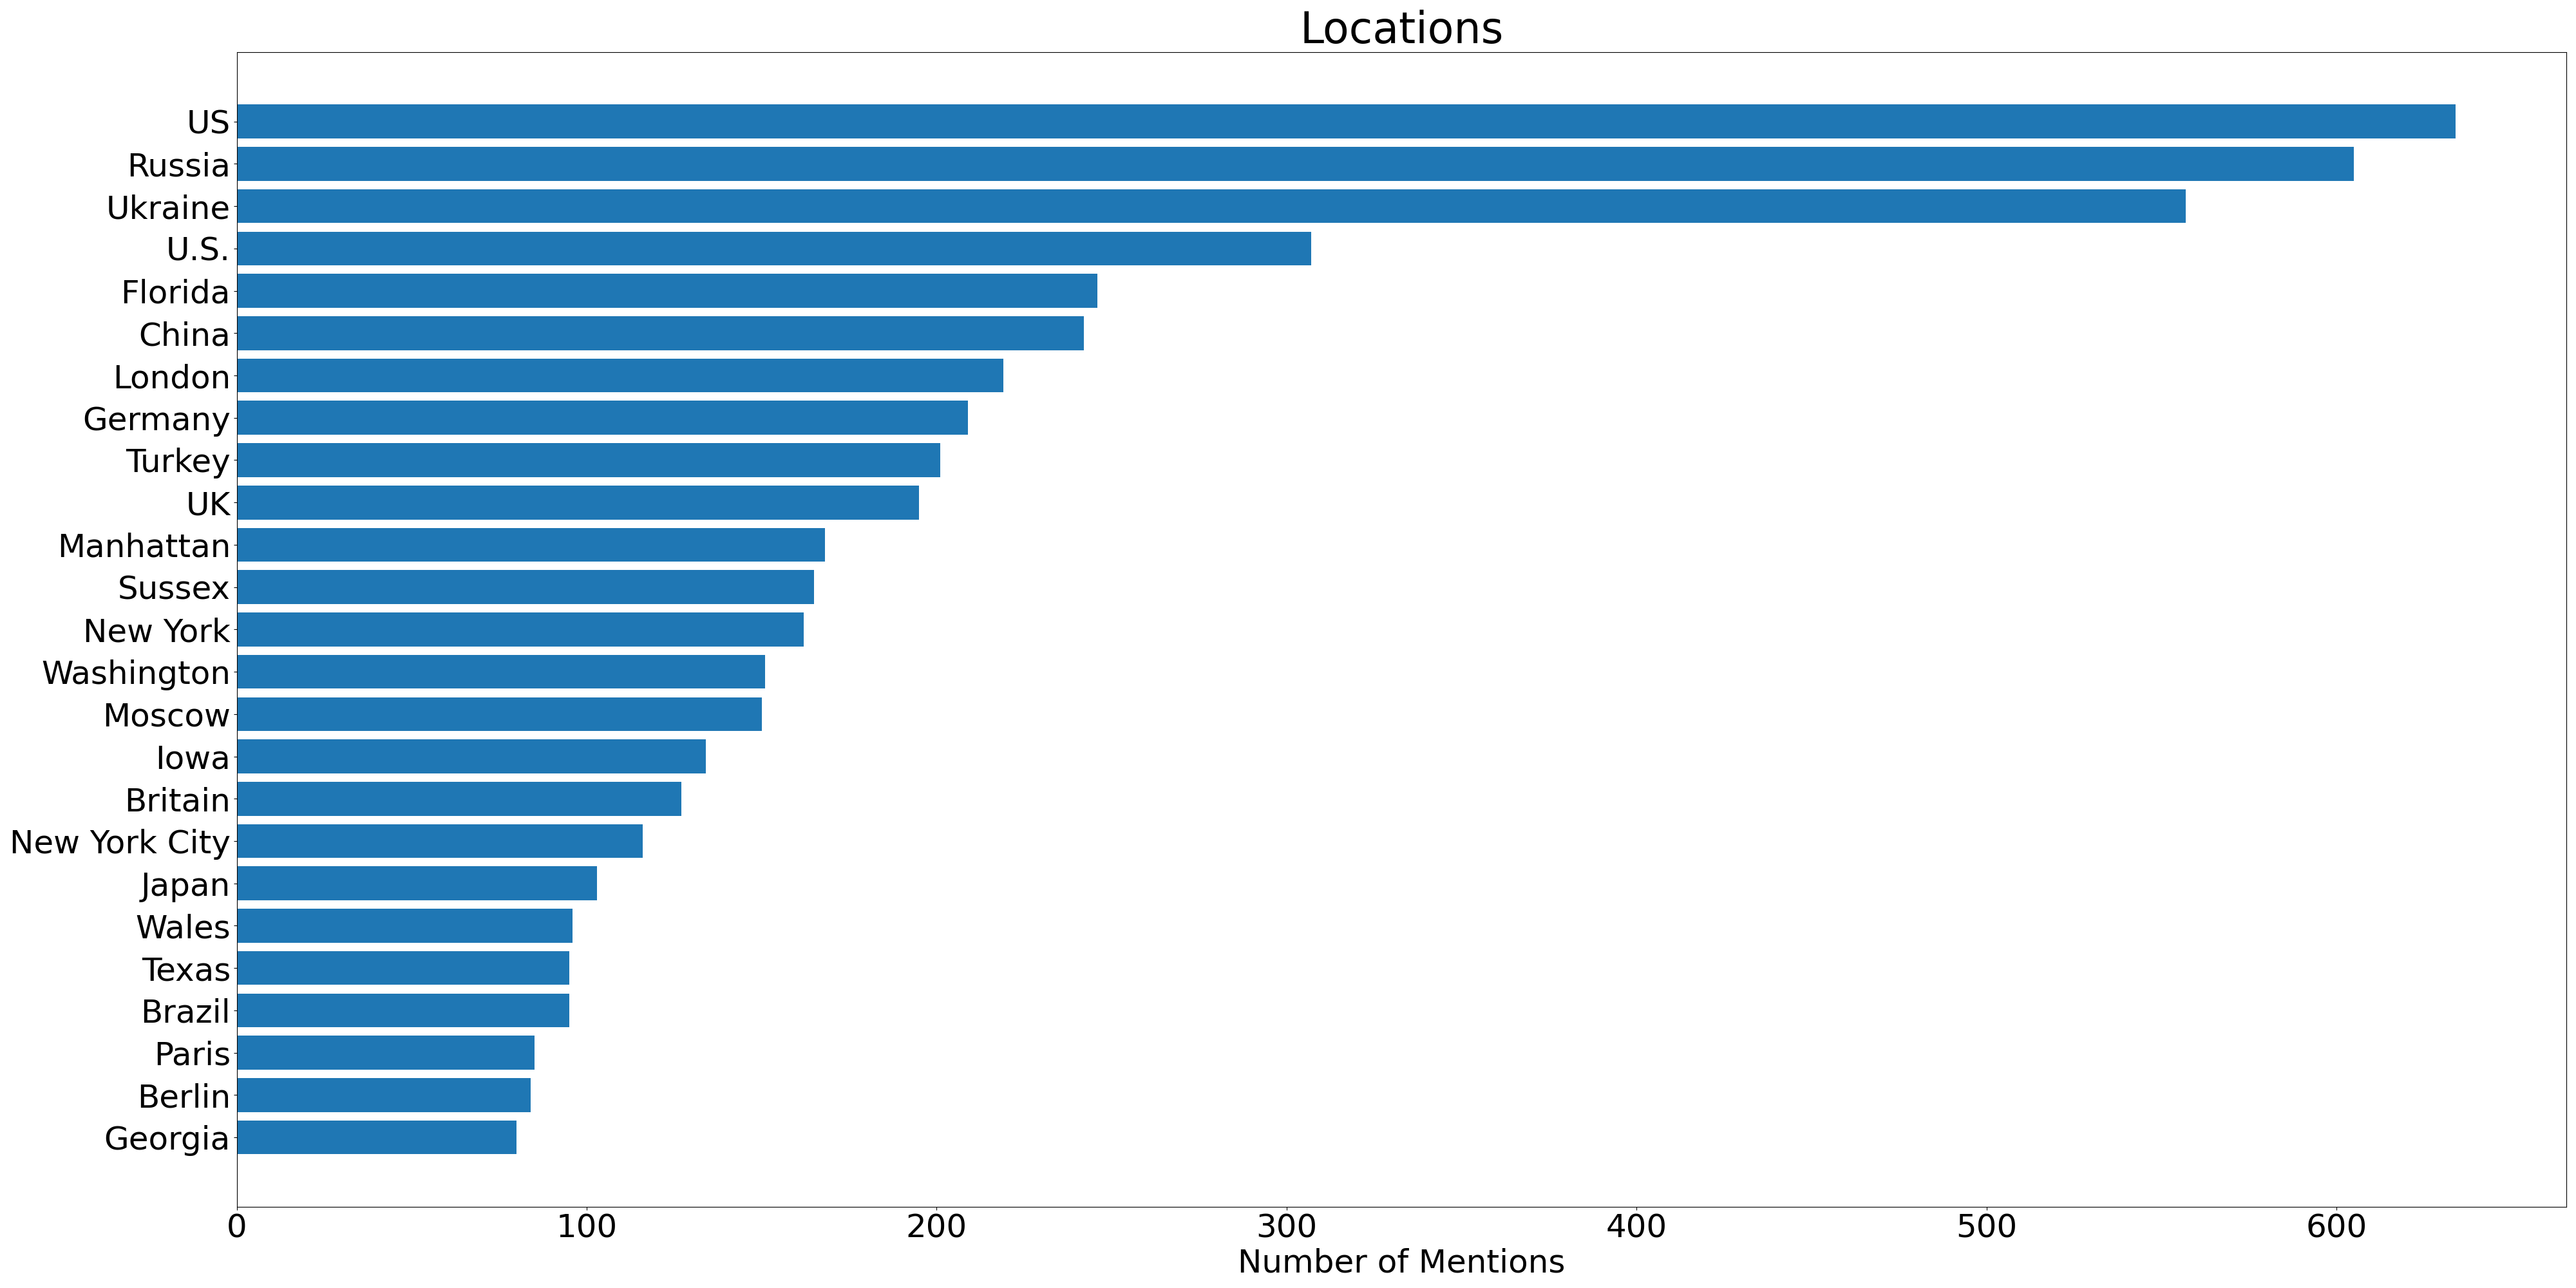 Locations
US
Russia
Ukraine
U.S.
Florida
China
London
Germany
Turkey
UK
Manhattan
Sussex
New York
Washington
Moscow
Iowa
Britain
New York City
Japan
Wales
Texas
Brazil
Paris
Berlin
Georgia
0 100 200 300 400 500 600
Number of Mentions